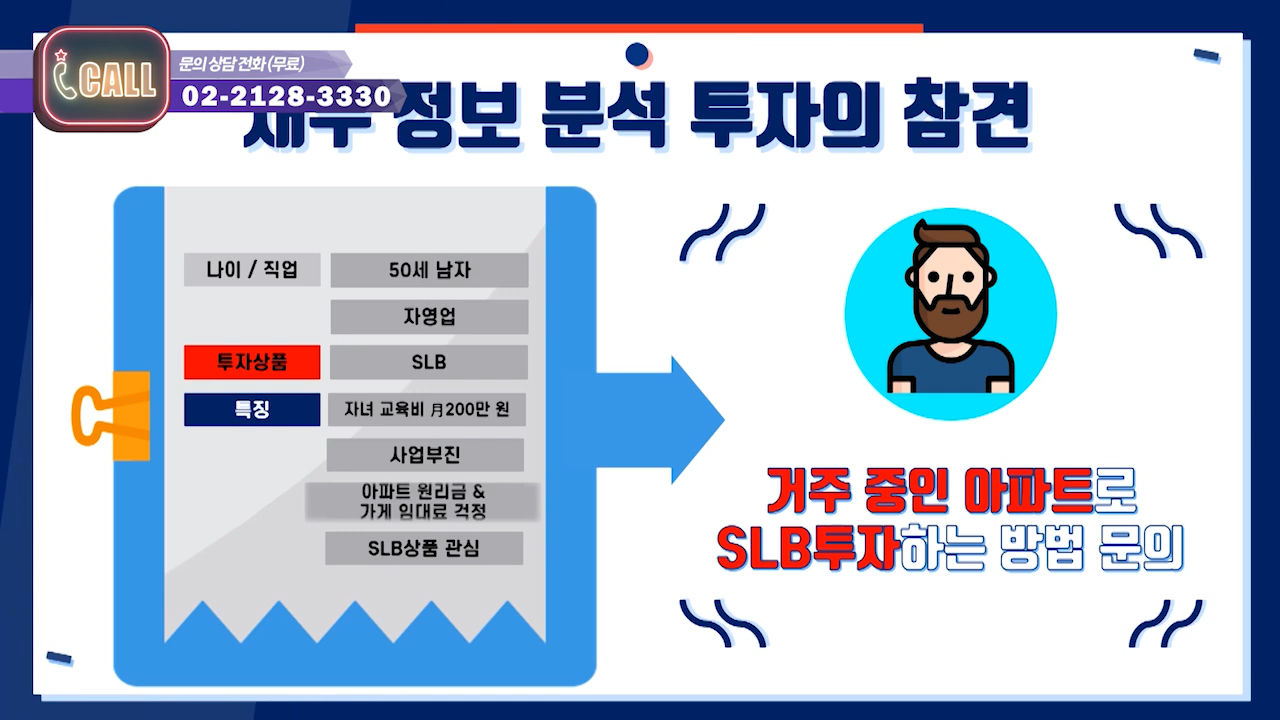 CALL
문의 상담 전화 (무료)
02-2128-3330
재무 정보 분석 투자의 참견
나이 / 직업
50세 남자
자영업
투자상품
SLB
특징
자녀 교육비 月200만 원
사업부진
아파트 원리금 &
가게 임대료 걱정
SLB상품 관심
거주 중인 아파트로
SLB투자하는 방법 문의